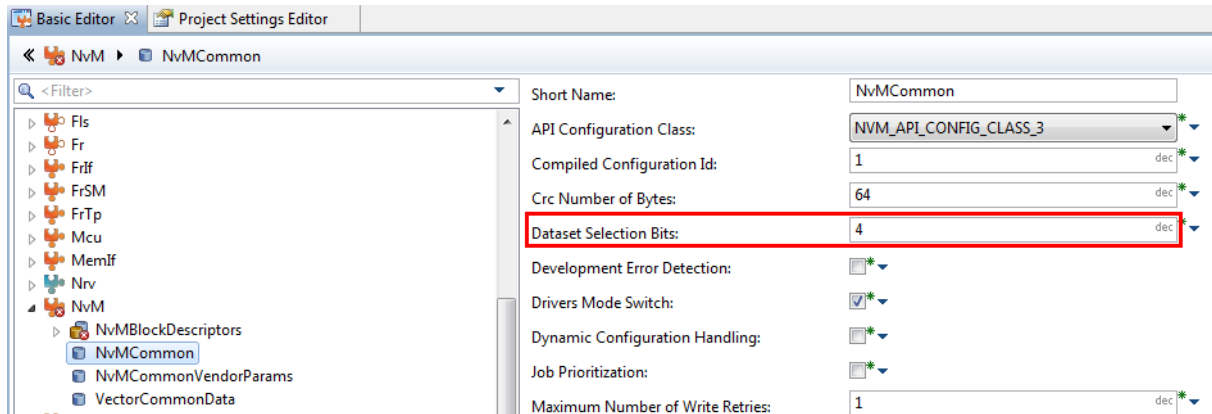 Basic Editor Project Settings Editor
NvM NvMCommon
<Filter>
Fls
Fr
FrIf
FrSM
FrTp
Mcu
MemIf
Nrv
NvM
NvMBlockDescriptors
NvMCommon
NvMCommonVendorParams
VectorCommonData
Short Name: NvMCommon
API Configuration Class: NVM_API_CONFIG_CLASS_3
Compiled Configuration Id: 1 dec
Crc Number of Bytes: 64 dec
Dataset Selection Bits: 4 dec
Development Error Detection:
Drivers Mode Switch:
Dynamic Configuration Handling:
Job Prioritization:
Maximum Number of Write Retries: 1 dec